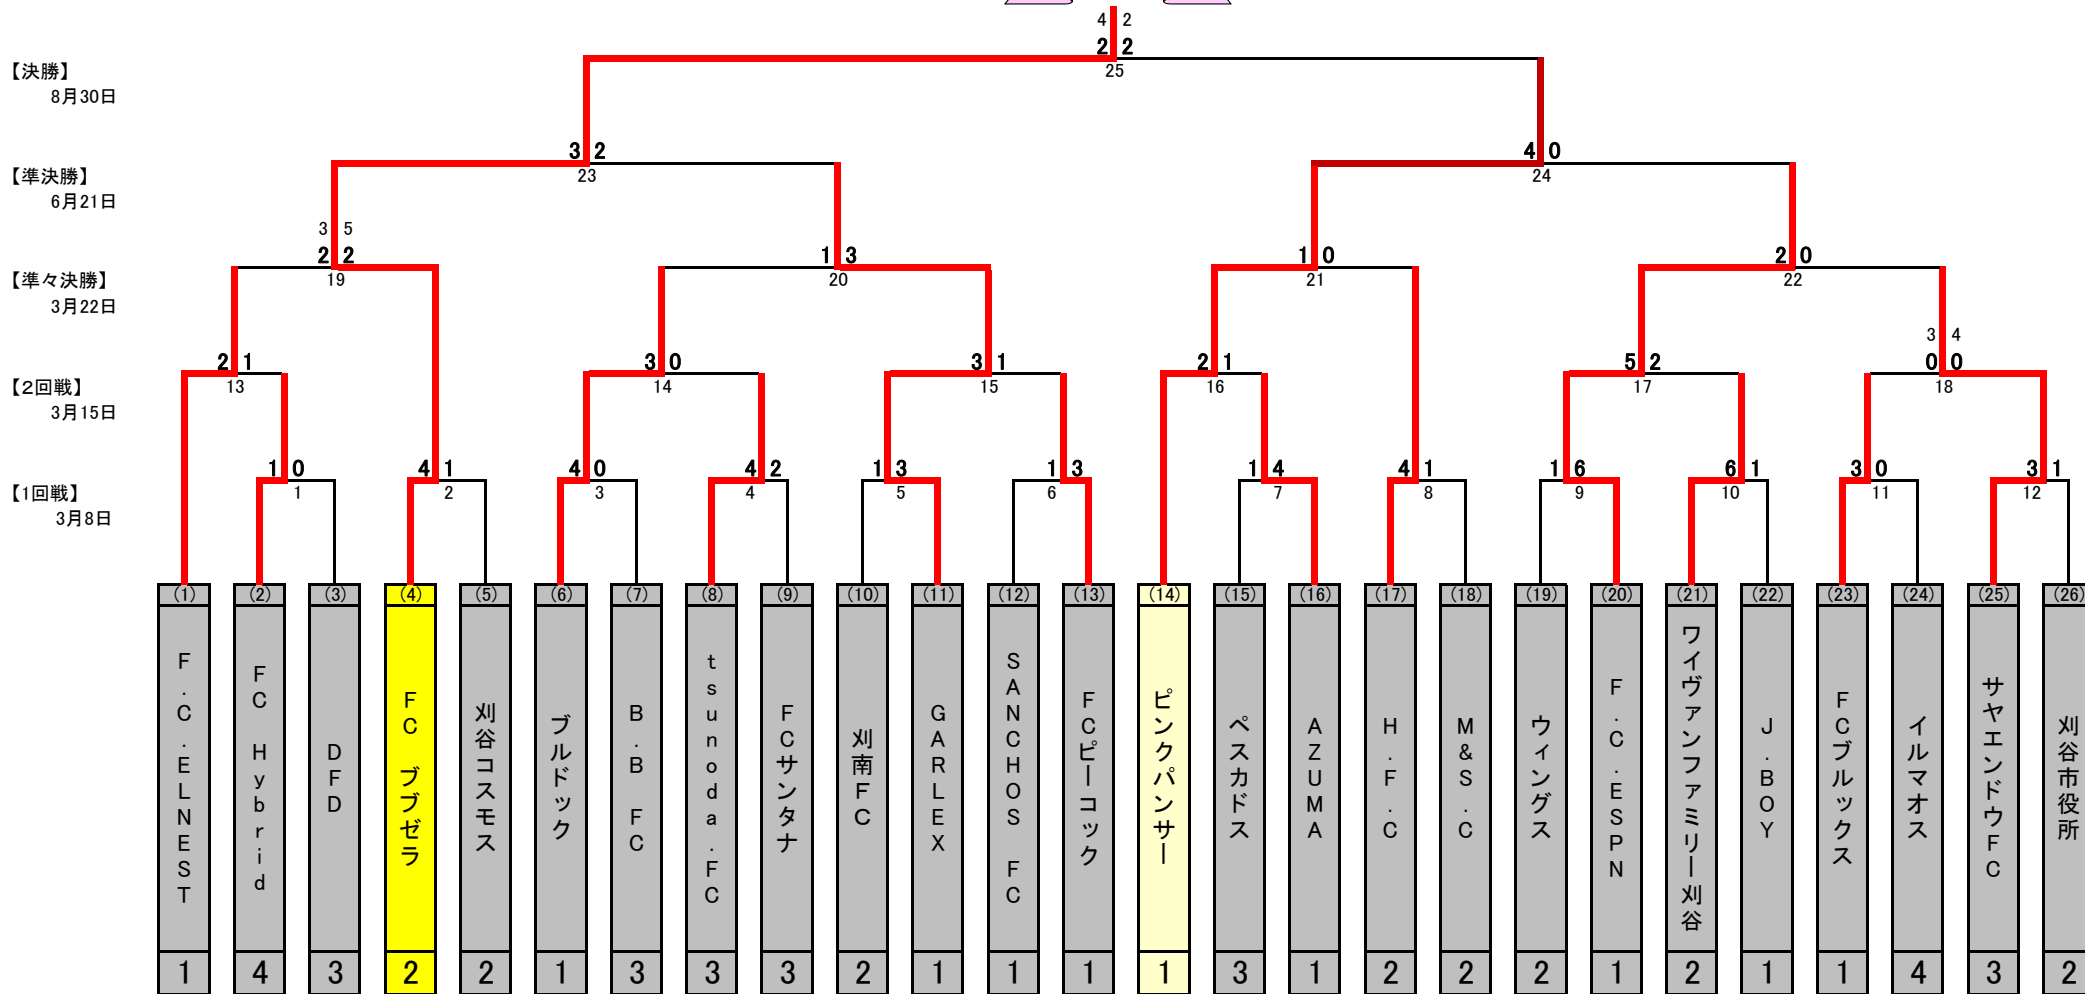 4 2
2 2
25
【決勝】
8月30日
3 2 4 0
23 24
【準決勝】
6月21日
3 5
2 2 1 3 1 0 2 0
19 20 21 22
【準々決勝】
3月22日
3 4
2 1 3 0 3 1 2 1 5 2 0 0
13 14 15 16 17 18
【2回戦】
3月15日
1 0 4 1 4 0 4 2 1 3 1 3 1 4 4 1 1 6 6 1 3 0 3 1
1 2 3 4 5 6 7 8 9 10 11 12
【1回戦】
3月8日
(1) (2) (3) (4) (5) (6) (7) (8) (9) (10) (11) (12) (13) (14) (15) (16) (17) (18) (19) (20) (21) (22) (23) (24) (25) (26)
F.C.ELNEST
FC Hybrid
DFD
FC ブブゼラ
刈谷コスモス
ブルドック
B.B FC
tsunoda.FC
FCサンタナ
刈南FC
GARLEX
SANCHOS FC
FCピーコック
ピンクパンサー
ペスカドス
AZUMA
H.F.C
M&S.C
ウィングス
F.C.ESPN
ワイヴァンファミリー刈谷
J.BOY
FCブルックス
イルマオス
サヤエンドウFC
刈谷市役所
1 4 3 2 2 1 3 3 3 2 1 1 1 1 3 1 2 2 2 1 2 1 1 4 3 2